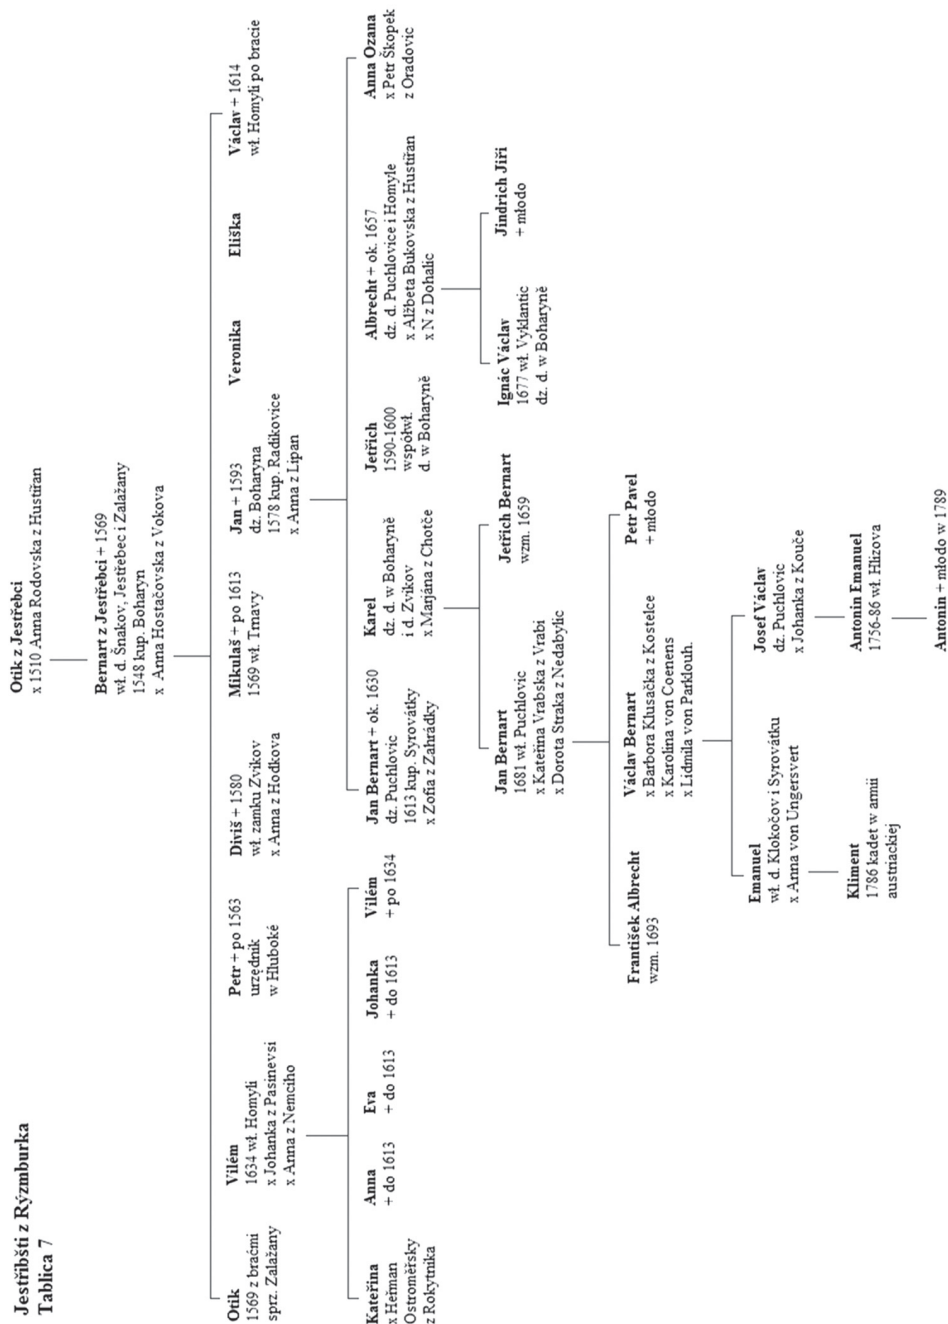 Jestřibšti z Rýzmburka
Tablica 7
Otik z Jestřebci
x 1510 Anna Rodovska z Hustiřan
Bernart z Jestřebci + 1569
wł. d. Šnakov, Jestřebec i Zalažany
1548 kup. Boharyn
x Anna Hostačovska z Vokova
Otik
1569 z braćmi
sprz. Zalažany
Vilém
1634 wł. Homyli
x Johanka z Pasinevsi
x Anna z Nemciho
Petr + po 1563
urzędnik
w Hluboké
Diviš + 1580
wł. zamku Zvikov
x Anna z Hodkova
Mikulaš + po 1613
1569 wł. Trnavy
Jan + 1593
dz. Boharyna
1578 kup. Radikovice
x Anna z Lipan
Veronika
Eliška
Václav + 1614
wł. Homyli po bracie
Kateřina
x Heřman
Ostroměřsky
z Rokytnika
Anna
+ do 1613
Eva
+ do 1613
Johanka
+ do 1613
Vilém
+ po 1634
Jan Bernart + ok. 1630
dz. Puchlovic
1613 kup. Syrovátky
x Zofia z Zahrádky
Karel
dz. d. w Boharyně
i d. Zvikov
x Marjána z Chotče
Jetřich
1590-1600
współwł.
d. w Boharyně
Albrecht + ok. 1657
dz. d. Puchlovice i Homyle
x Alžbeta Bukovska z Hustiřan
x N z Dohalic
Anna Ozana
x Petr Škopek
z Oradovic
Jan Bernart
1681 wł. Puchlovic
x Kateřina Vrabska z Vrabi
x Dorota Straka z Nedabylic
Jetřich Bernart
wzm. 1659
Ignác Václav
1677 wł. Vyklantic
dz. d. w Boharyně
Jindrich Jiři
+ młodo
František Albrecht
wzm. 1693
Václav Bernart
x Barbora Klusačka z Kostelce
x Karolina von Coenens
x Lidmila von Parklouh.
Petr Pavel
+ młodo
Emanuel
wł. d. Klokočov i Syrovátku
x Anna von Ungersvert
Josef Václav
dz. Puchlovic
x Johanka z Kouče
Kliment
1786 kadet w armii
austriackiej
Antonin Emanuel
1756-86 wł. Hlizova
Antonin + młodo w 1789